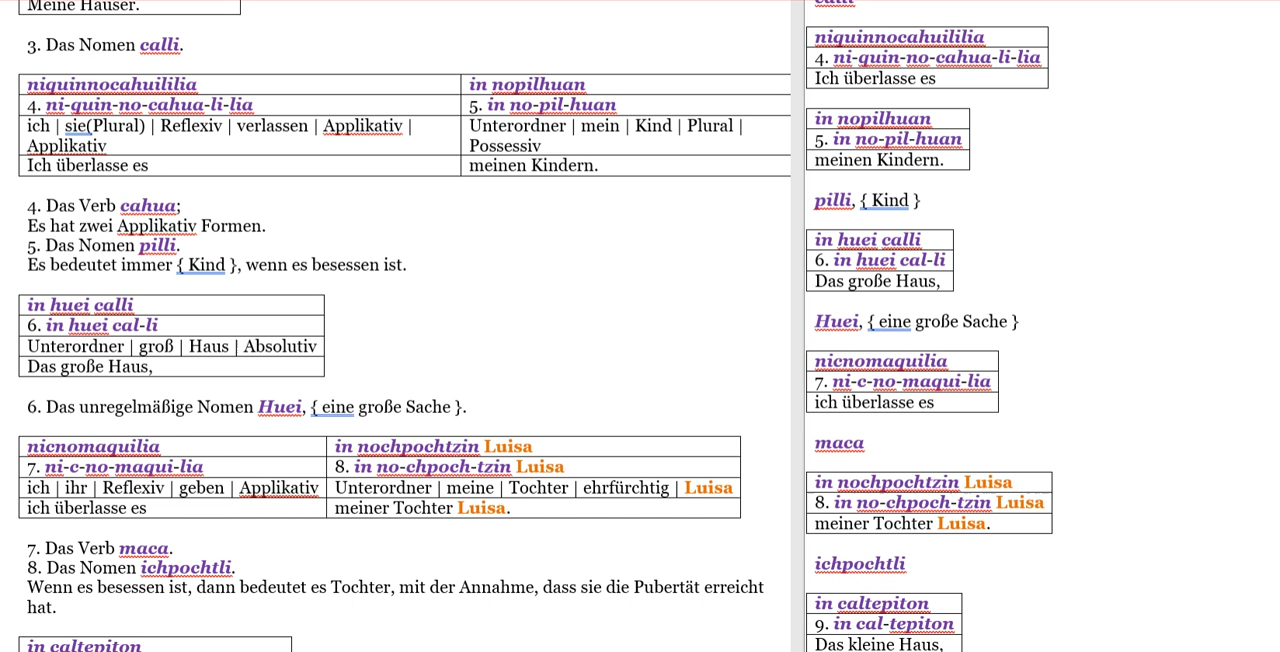 Meine Häuser.
3. Das Nomen calli.
niquinnocahuililia | in nopilhuan
4. ni-quin-no-cahua-li-lia | 5. in no-pil-huan
ich | sie(Plural) | Reflexiv | verlassen | Applikativ | Unterordner | mein | Kind | Plural |
Applikativ Possessiv
Ich überlasse es | meinen Kindern.
4. Das Verb cahua;
Es hat zwei Applikativ Formen.
5. Das Nomen pilli.
Es bedeutet immer { Kind }, wenn es besessen ist.
in huei calli
6. in huei cal-li
Unterordner | groß | Haus | Absolutiv
Das große Haus,
6. Das unregelmäßige Nomen Huei, { eine große Sache }.
nicnomaquilia | in nochpochtzin Luisa
7. ni-c-no-maqui-lia | 8. in no-chpoch-tzin Luisa
ich | ihr | Reflexiv | geben | Applikativ | Unterordner | meine | Tochter | ehrfürchtig | Luisa
ich überlasse es | meiner Tochter Luisa.
7. Das Verb maca.
8. Das Nomen ichpochtli.
Wenn es besessen ist, dann bedeutet es Tochter, mit der Annahme, dass sie die Pubertät erreicht
hat.
in caltepiton
calli
niquinnocahuililia
4. ni-quin-no-cahua-li-lia
Ich überlasse es
in nopilhuan
5. in no-pil-huan
meinen Kindern.
pilli, { Kind }
in huei calli
6. in huei cal-li
Das große Haus,
Huei, { eine große Sache }
nicnomaquilia
7. ni-c-no-maqui-lia
ich überlasse es
maca
in nochpochtzin Luisa
8. in no-chpoch-tzin Luisa
meiner Tochter Luisa.
ichpochtli
in caltepiton
9. in cal-tepiton
Das kleine Haus,